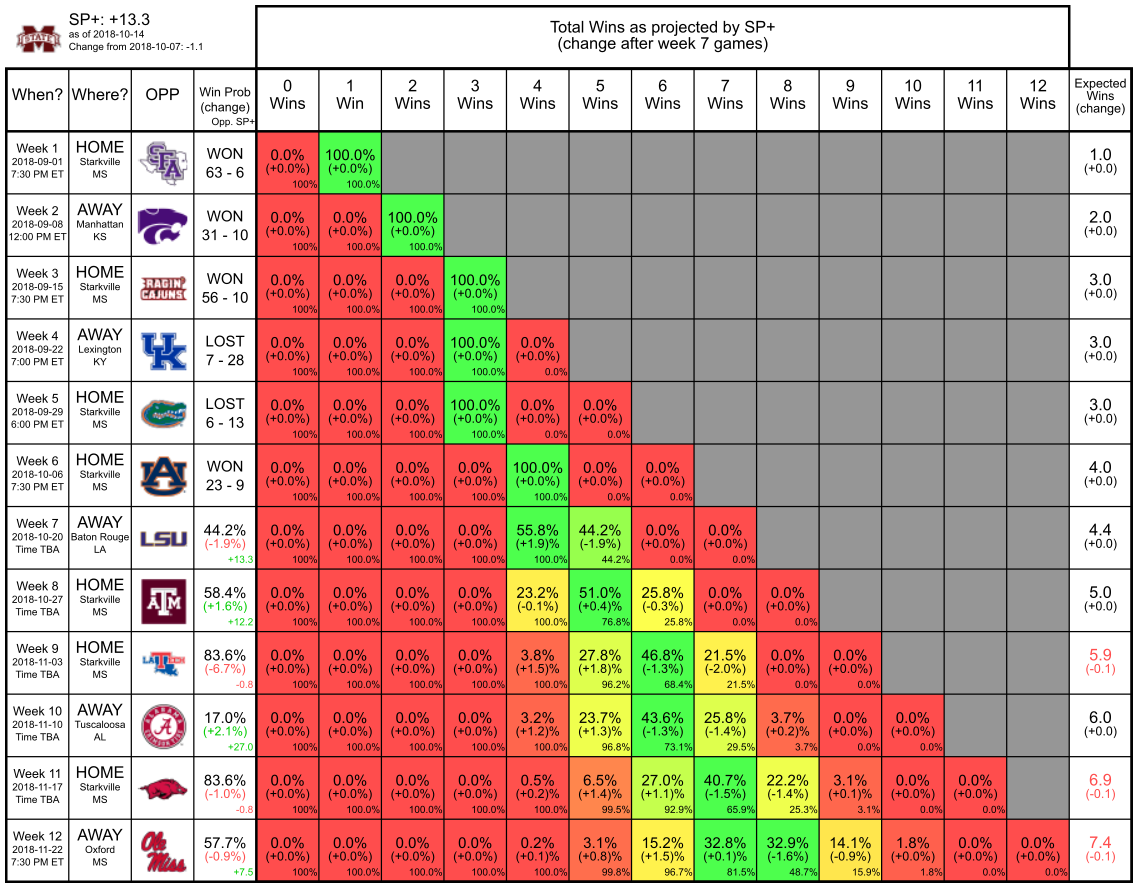 STATE
SP+: +13.3
as of 2018-10-14
Change from 2018-10-07: -1.1
Total Wins as projected by SP+
(change after week 7 games)
When? Where? OPP Win Prob (change) Opp. SP+ 0 Wins 1 Win 2 Wins 3 Wins 4 Wins 5 Wins 6 Wins 7 Wins 8 Wins 9 Wins 10 Wins 11 Wins 12 Wins Expected Wins (change)
Week 1 HOME SFA WON 0.0% 100.0% 1.0
2018-09-01 Starkville (+0.0%) (+0.0%) (+0.0)
7:30 PM ET MS 63 - 6 100% 100.0%
Week 2 AWAY WON 0.0% 0.0% 100.0% 2.0
2018-09-08 Manhattan (+0.0%) (+0.0%) (+0.0%) (+0.0)
12:00 PM ET KS 31 - 10 100% 100.0% 100.0%
Week 3 HOME RAGIN' CAJUNS WON 0.0% 0.0% 0.0% 100.0% 3.0
2018-09-15 Starkville (+0.0%) (+0.0%) (+0.0%) (+0.0%) (+0.0)
7:30 PM ET MS 56 - 10 100% 100.0% 100.0% 100.0%
Week 4 AWAY UK LOST 0.0% 0.0% 0.0% 100.0% 0.0% 3.0
2018-09-22 Lexington (+0.0%) (+0.0%) (+0.0%) (+0.0%) (+0.0%) (+0.0)
7:00 PM ET KY 7 - 28 100% 100.0% 100.0% 100.0% 0.0%
Week 5 HOME LOST 0.0% 0.0% 0.0% 100.0% 0.0% 0.0% 3.0
2018-09-29 Starkville (+0.0%) (+0.0%) (+0.0%) (+0.0%) (+0.0%) (+0.0%) (+0.0)
6:00 PM ET MS 6 - 13 100% 100.0% 100.0% 100.0% 0.0% 0.0%
Week 6 HOME AU WON 0.0% 0.0% 0.0% 0.0% 100.0% 0.0% 0.0% 4.0
2018-10-06 Starkville (+0.0%) (+0.0%) (+0.0%) (+0.0%) (+0.0%) (+0.0%) (+0.0%) (+0.0)
7:30 PM ET MS 23 - 9 100% 100.0% 100.0% 100.0% 100.0% 0.0% 0.0%
Week 7 AWAY LSU 44.2% 0.0% 0.0% 0.0% 0.0% 55.8% 44.2% 0.0% 0.0% 4.4
2018-10-20 Baton Rouge (-1.9%) (+0.0%) (+0.0%) (+0.0%) (+0.0%) (+1.9)% (-1.9%) (+0.0%) (+0.0%) (+0.0)
Time TBA LA +13.3 100% 100.0% 100.0% 100.0% 100.0% 44.2% 0.0% 0.0%
Week 8 HOME ATM 58.4% 0.0% 0.0% 0.0% 0.0% 23.2% 51.0% 25.8% 0.0% 0.0% 5.0
2018-10-27 Starkville (+1.6%) (+0.0%) (+0.0%) (+0.0%) (+0.0%) (-0.1%) (+0.4)% (-0.3%) (+0.0%) (+0.0%) (+0.0)
Time TBA MS +12.2 100% 100.0% 100.0% 100.0% 100.0% 76.8% 25.8% 0.0% 0.0%
Week 9 HOME LA TECH 83.6% 0.0% 0.0% 0.0% 0.0% 3.8% 27.8% 46.8% 21.5% 0.0% 0.0% 5.9
2018-11-03 Starkville (-6.7%) (+0.0%) (+0.0%) (+0.0%) (+0.0%) (+1.5)% (+1.8)% (-1.3%) (-2.0%) (+0.0%) (+0.0%) (-0.1)
Time TBA MS -0.8 100% 100.0% 100.0% 100.0% 100.0% 96.2% 68.4% 21.5% 0.0% 0.0%
Week 10 AWAY ALABAMA A CRIMSON TIDE 17.0% 0.0% 0.0% 0.0% 0.0% 3.2% 23.7% 43.6% 25.8% 3.7% 0.0% 0.0% 6.0
2018-11-10 Tuscaloosa (+2.1%) (+0.0%) (+0.0%) (+0.0%) (+0.0%) (+1.2)% (+1.3)% (-1.3%) (-1.4%) (+0.2)% (+0.0%) (+0.0%) (+0.0)
Time TBA AL +27.0 100% 100.0% 100.0% 100.0% 100.0% 96.8% 73.1% 29.5% 3.7% 0.0% 0.0%
Week 11 HOME 83.6% 0.0% 0.0% 0.0% 0.0% 0.5% 6.5% 27.0% 40.7% 22.2% 3.1% 0.0% 0.0% 6.9
2018-11-17 Starkville (-1.0%) (+0.0%) (+0.0%) (+0.0%) (+0.0%) (+0.2)% (+1.4)% (+1.1)% (-1.5%) (-1.4%) (+0.1)% (+0.0%) (+0.0%) (-0.1)
Time TBA MS -0.8 100% 100.0% 100.0% 100.0% 100.0% 99.5% 92.9% 65.9% 25.3% 3.1% 0.0% 0.0%
Week 12 AWAY Ole Miss 57.7% 0.0% 0.0% 0.0% 0.0% 0.2% 3.1% 15.2% 32.8% 32.9% 14.1% 1.8% 0.0% 0.0% 7.4
2018-11-22 Oxford (-0.9%) (+0.0%) (+0.0%) (+0.0%) (+0.0%) (+0.1)% (+0.8)% (+1.5)% (+0.1)% (-1.6%) (-0.9%) (+0.0%) (+0.0%) (+0.0%) (-0.1)
7:30 PM ET MS +7.5 100% 100.0% 100.0% 100.0% 100.0% 99.8% 96.7% 81.5% 48.7% 15.9% 1.8% 0.0% 0.0%